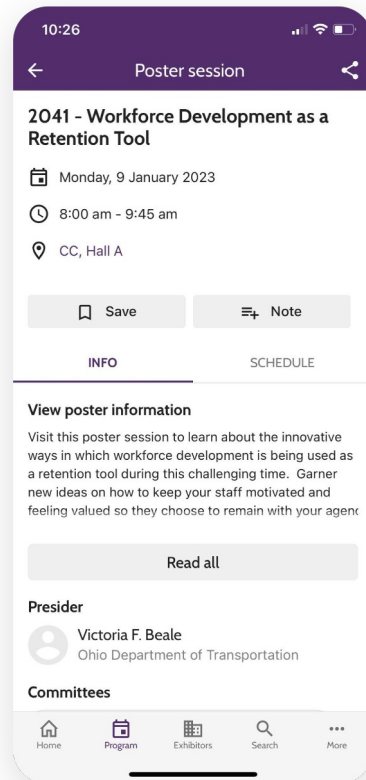 10:26
Poster session
2041 - Workforce Development as a
Retention Tool
Monday, 9 January 2023
8:00 am - 9:45 am
CC, Hall A
Save
Note
INFO
SCHEDULE
View poster information
Visit this poster session to learn about the innovative
ways in which workforce development is being used as
a retention tool during this challenging time. Garner
new ideas on how to keep your staff motivated and
feeling valued so they choose to remain with your agenc
Read all
Presider
Victoria F. Beale
Ohio Department of Transportation
Committees
Home
Program
Exhibitors
Search
More